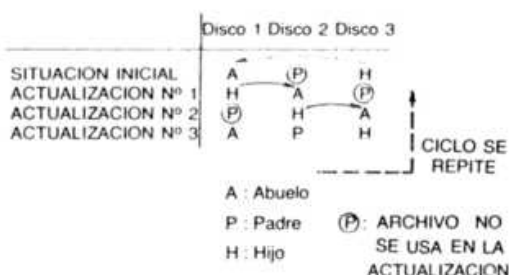 Disco 1 Disco 2 Disco 3
SITUACION INICIAL A P H
ACTUALIZACION Nº 1 H A P
ACTUALIZACION Nº 2 P H A
ACTUALIZACION Nº 3 A P H
CICLO SE
REPITE
A : Abuelo
P : Padre
H : Hijo
P : ARCHIVO NO
SE USA EN LA
ACTUALIZACION